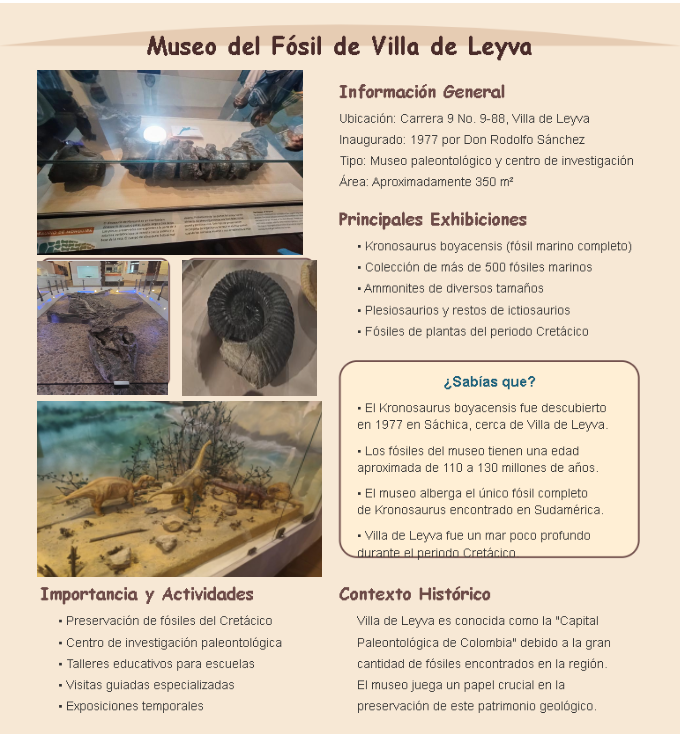 Museo del Fósil de Villa de Leyva
Información General
Ubicación: Carrera 9 No. 9-88, Villa de Leyva
Inaugurado: 1977 por Don Rodolfo Sánchez
Tipo: Museo paleontológico y centro de investigación
Área: Aproximadamente 350 m²
Principales Exhibiciones
• Kronosaurus boyacensis (fósil marino completo)
• Colección de más de 500 fósiles marinos
• Ammonites de diversos tamaños
• Plesiosaurios y restos de ictiosaurios
• Fósiles de plantas del periodo Cretácico
¿Sabías que?
• El Kronosaurus boyacensis fue descubierto
en 1977 en Sáchica, cerca de Villa de Leyva.
• Los fósiles del museo tienen una edad
aproximada de 110 a 130 millones de años.
• El museo alberga el único fósil completo
de Kronosaurus encontrado en Sudamérica.
• Villa de Leyva fue un mar poco profundo
durante el periodo Cretácico
Importancia y Actividades
• Preservación de fósiles del Cretácico
• Centro de investigación paleontológica
• Talleres educativos para escuelas
• Visitas guiadas especializadas
• Exposiciones temporales
Contexto Histórico
Villa de Leyva es conocida como la "Capital
Paleontológica de Colombia" debido a la gran
cantidad de fósiles encontrados en la región.
El museo juega un papel crucial en la
preservación de este patrimonio geológico.